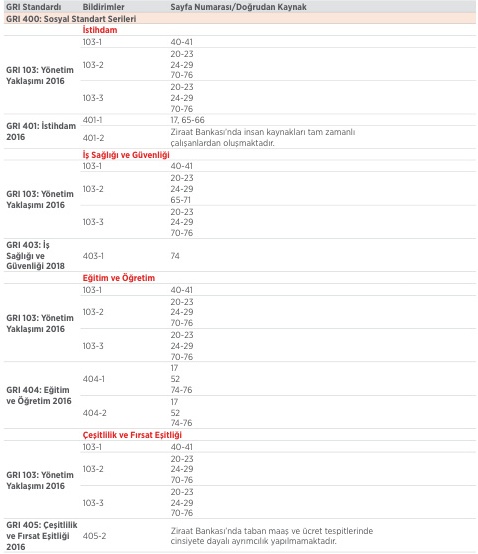 GRI Standardı Bildirimler Sayfa Numarası/Doğrudan Kaynak
GRI 400: Sosyal Standart Serileri
İstihdam
GRI 103: Yönetim
Yaklaşımı 2016
103-1 40-41
103-2 20-23
24-29
70-76
103-3 20-23
24-29
70-76
GRI 401: İstihdam
2016
401-1 17, 65-66
401-2 Ziraat Bankası'nda insan kaynakları tam zamanlı
çalışanlardan oluşmaktadır.
İş Sağlığı ve Güvenliği
GRI 103: Yönetim
Yaklaşımı 2016
103-1 40-41
103-2 20-23
24-29
65-71
103-3 20-23
24-29
70-76
GRI 403: İş
Sağlığı ve
Güvenliği 2018
403-1 74
Eğitim ve Öğretim
GRI 103: Yönetim
Yaklaşımı 2016
103-1 40-41
103-2 20-23
24-29
70-76
103-3 20-23
24-29
70-76
GRI 404: Eğitim
ve Öğretim 2016
404-1 17
52
74-76
404-2 17
52
74-76
Çeşitlilik ve Fırsat Eşitliği
GRI 103: Yönetim
Yaklaşımı 2016
103-1 40-41
103-2 20-23
24-29
70-76
103-3 20-23
24-29
70-76
GRI 405: Çeşitlilik
ve Fırsat Eşitliği
2016
405-2 Ziraat Bankası'nda taban maaş ve ücret tespitlerinde
cinsiyete dayalı ayrımcılık yapılmamaktadır.